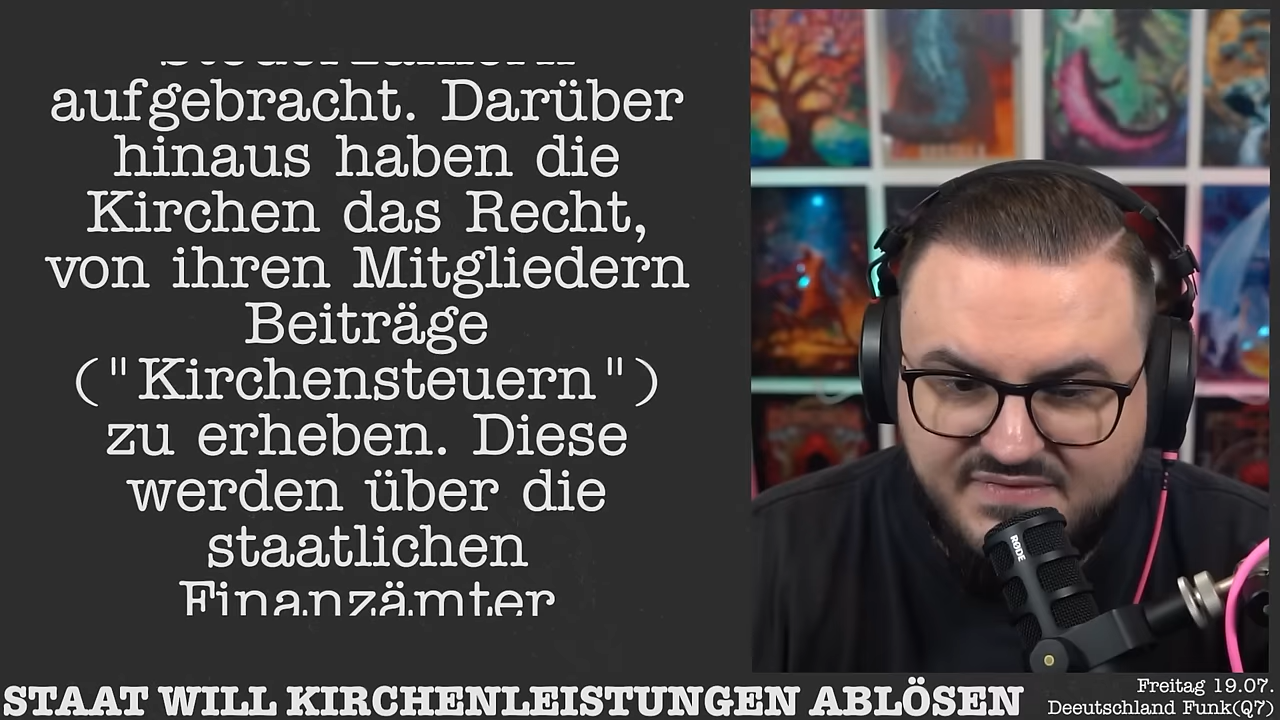 aufgebracht. Darüber
hinaus haben die
Kirchen das Recht,
von ihren Mitgliedern
Beiträge
("Kirchensteuern")
zu erheben. Diese
werden über die
staatlichen
Finanzämter
RØDE
STAAT WILL KIRCHENLEISTUNGEN ABLÖSEN
Freitag 19.07.
Deeutschland Funk(Q7)